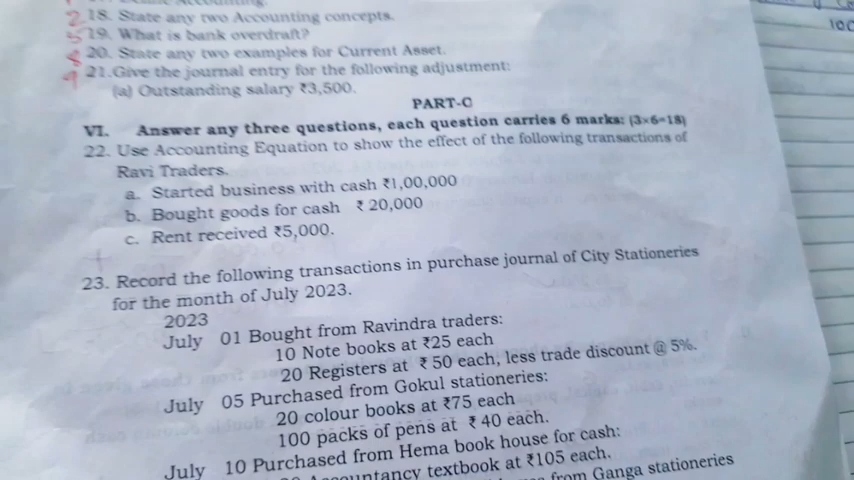 2 18. State any two Accounting concepts.
5 19. What is bank overdraft?
8 20. State any two examples for Current Asset.
9 21. Give the journal entry for the following adjustment:
(a) Outstanding salary ₹3,500.
PART-C
VI. Answer any three questions, each question carries 6 marks: (3×6=18)
22. Use Accounting Equation to show the effect of the following transactions of
Ravi Traders.
a. Started business with cash ₹1,00,000
b. Bought goods for cash ₹ 20,000
c. Rent received ₹5,000.
23. Record the following transactions in purchase journal of City Stationeries
for the month of July 2023.
2023
July 01 Bought from Ravindra traders:
10 Note books at ₹25 each
20 Registers at ₹ 50 each, less trade discount @ 5%.
July 05 Purchased from Gokul stationeries:
20 colour books at ₹75 each
100 packs of pens at ₹ 40 each.
July 10 Purchased from Hema book house for cash:
textbook at ₹105 each.
from Ganga stationeries